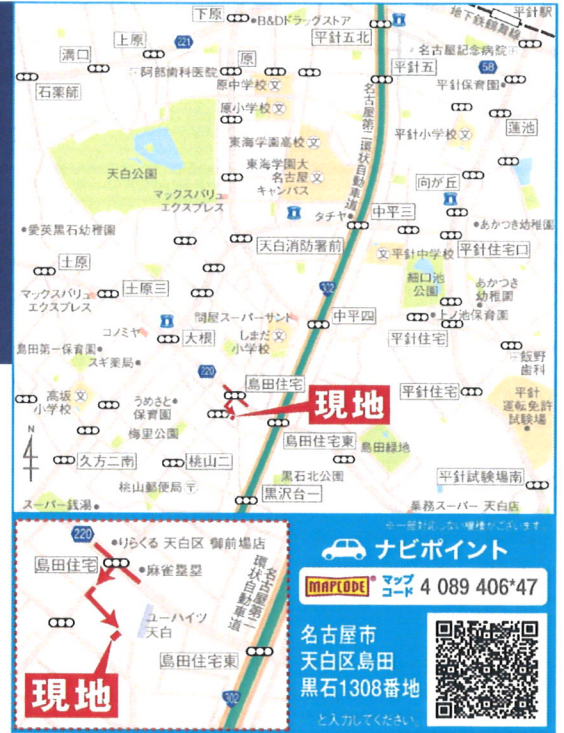 下原
B&Dドラッグストア
平針駅
地下鉄鶴舞線
平針五北
上原
221
溝口
阿部歯科医院
原
平針五
名古屋記念病院
58
平針保育園
石薬師
原中学校
原小学校
名古屋第二環状自動車道
蓮池
平針小学校
東海学園高校
東海学園大
名古屋
キャンパス
天白公園
向が丘
マックスバリュ
エクスプレス
タチヤ
中平三
あかつき幼稚園
愛英黒石幼稚園
天白消防署前
平針中学校
平針住宅口
土原
細口池
公園
あかつき
幼稚園
マックスバリュ
エクスプレス
土原三
302
上ノ池保育園
コノミヤ
問屋スーパーサンド
中平四
大根
しまだ
小学校
平針住宅
島田第一保育園
スギ薬局
飯野
歯科
220
島田住宅
高坂
小学校
うめさと
保育園
現地
平針住宅
平針
運転免許
試験場
梅里公園
島田住宅東
島田緑地
N
4
久方二南
桃山二
黒石北公園
平針試験場南
桃山郵便局
黒沢台一
スーパー銭湯
業務スーパー 天白店
※一部対応しない機種がございます
220
りらくる 天白区 御前場店
島田住宅
麻雀塁塁
名古屋第二
環状自動車道
ユーハイツ
天白
島田住宅東
現地
302
ナビポイント
MAPCODE® マップ
コード 4 089 406*47
名古屋市
天白区島田
黒石1308番地
と入力してください。